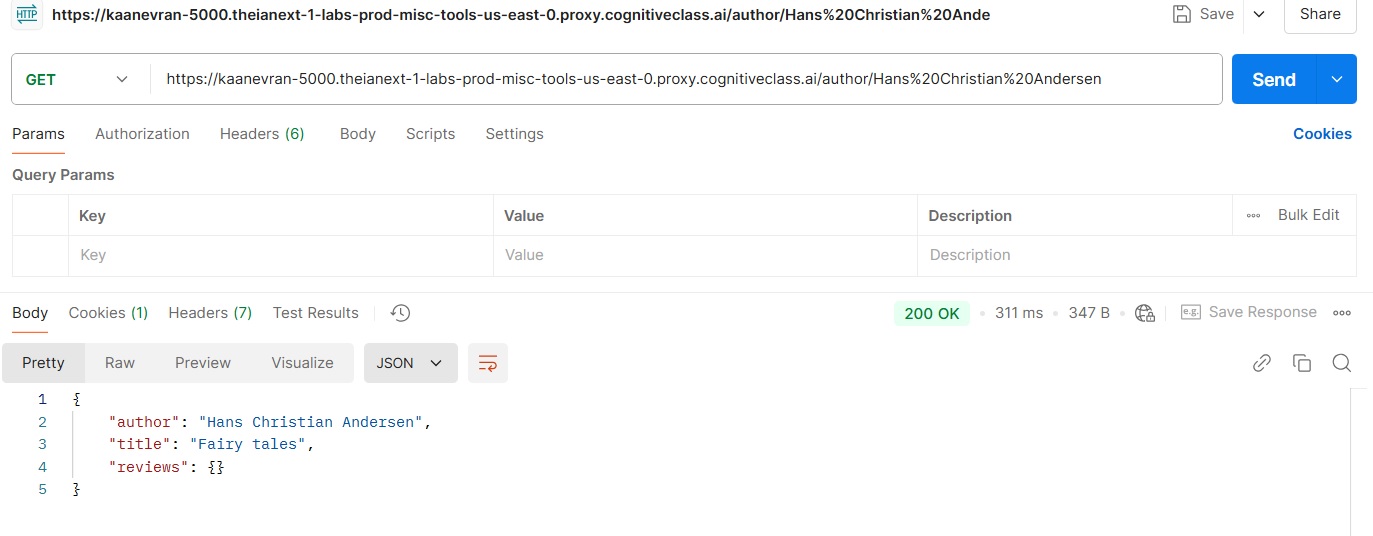 HTTP https://kaanevran-5000.theianext-1-labs-prod-misc-tools-us-east-0.proxy.cognitiveclass.ai/author/Hans%20Christian%20Ande Save Share
GET https://kaanevran-5000.theianext-1-labs-prod-misc-tools-us-east-0.proxy.cognitiveclass.ai/author/Hans%20Christian%20Andersen Send
Params Authorization Headers (6) Body Scripts Settings Cookies
Query Params
Key Value Description Bulk Edit
Key Value Description
Body Cookies (1) Headers (7) Test Results 200 OK 311 ms 347 B e.g. Save Response
Pretty Raw Preview Visualize JSON
1 {
2 "author": "Hans Christian Andersen",
3 "title": "Fairy tales",
4 "reviews": {}
5 }